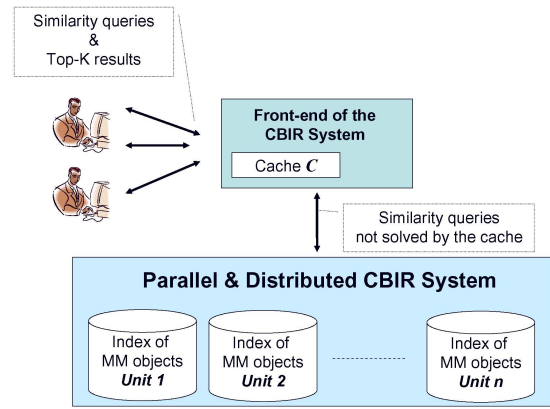 Similarity queries
&
Top-K results
Front-end of the
CBIR System
Cache C
Similarity queries
not solved by the cache
Parallel & Distributed CBIR System
Index of
MM objects
Unit 1
Index of
MM objects
Unit 2
Index of
MM objects
Unit n